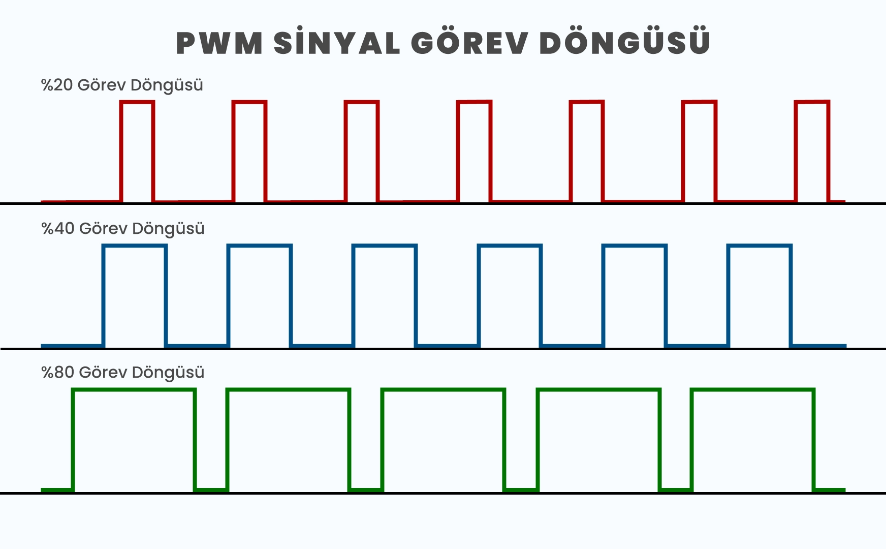 PWM SİNYAL GÖREV DÖNGÜSÜ
%20 Görev Döngüsü
%40 Görev Döngüsü
%80 Görev Döngüsü